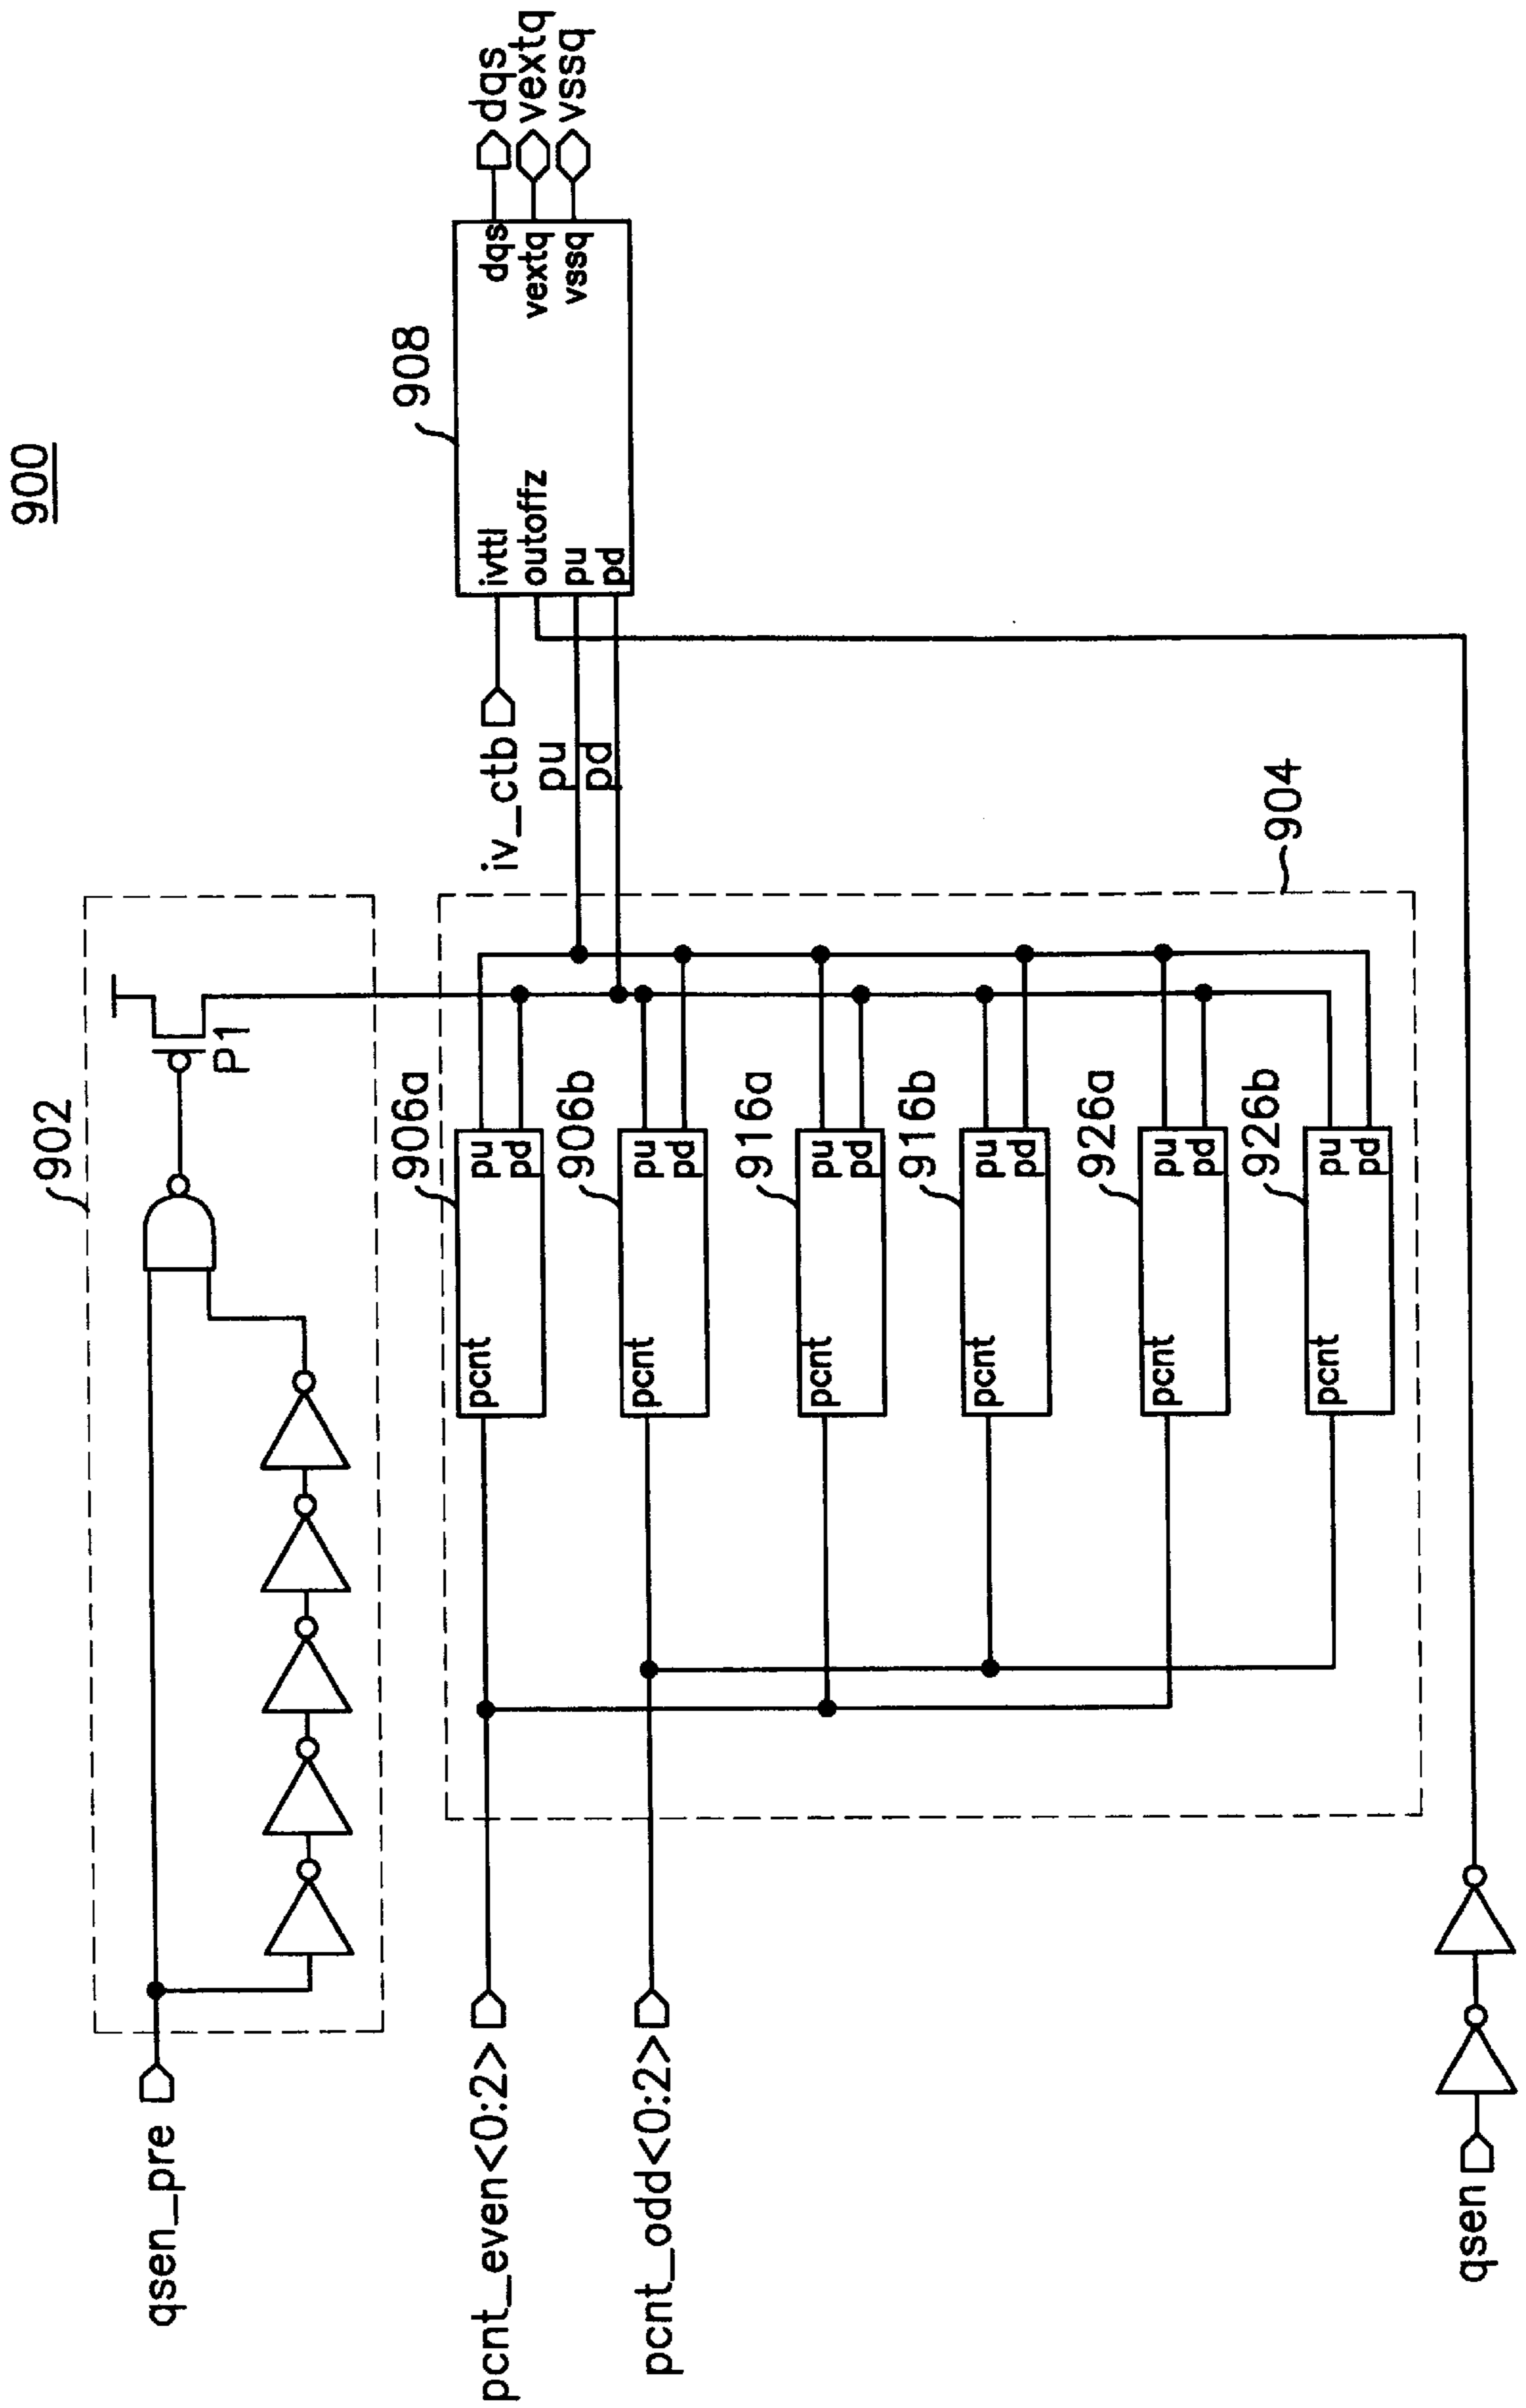 900
902
qsen_pre
P1
pcnt_even<0:2>
pcnt_odd<0:2>
906a
pcnt
pu
pd
906b
pcnt
pu
pd
916a
pcnt
pu
pd
916b
pcnt
pu
pd
926a
pcnt
pu
pd
926b
pcnt
pu
pd
904
iv_ctb
pu
pd
908
ivttl
outoffz
pu
pd
dqs
vextq
vssq
dqs
vextq
vssq
qsen